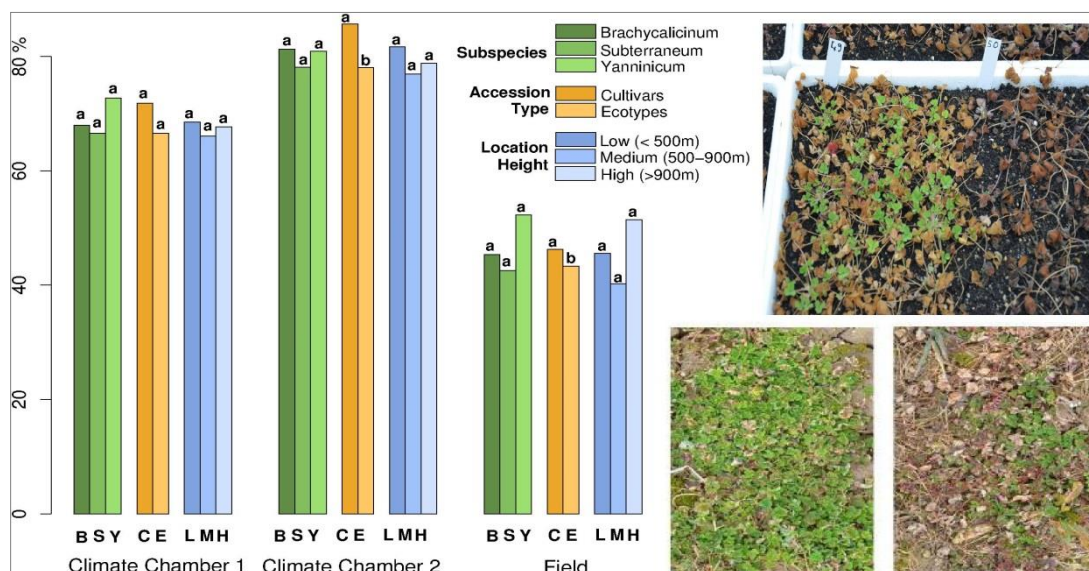 %
80
60
40
20
0
a a a
a a
a a a
a a a
a b
a a a
a a a
a b
a a a
B S Y C E L M H
B S Y C E L M H
B S Y C E L M H
Climate Chamber 1
Climate Chamber 2
Field
Subspecies
Brachycalicinum
Subterraneum
Yanninicum
Accession
Type
Cultivars
Ecotypes
Location
Height
Low (< 500m)
Medium (500–900m)
High (>900m)
49
50